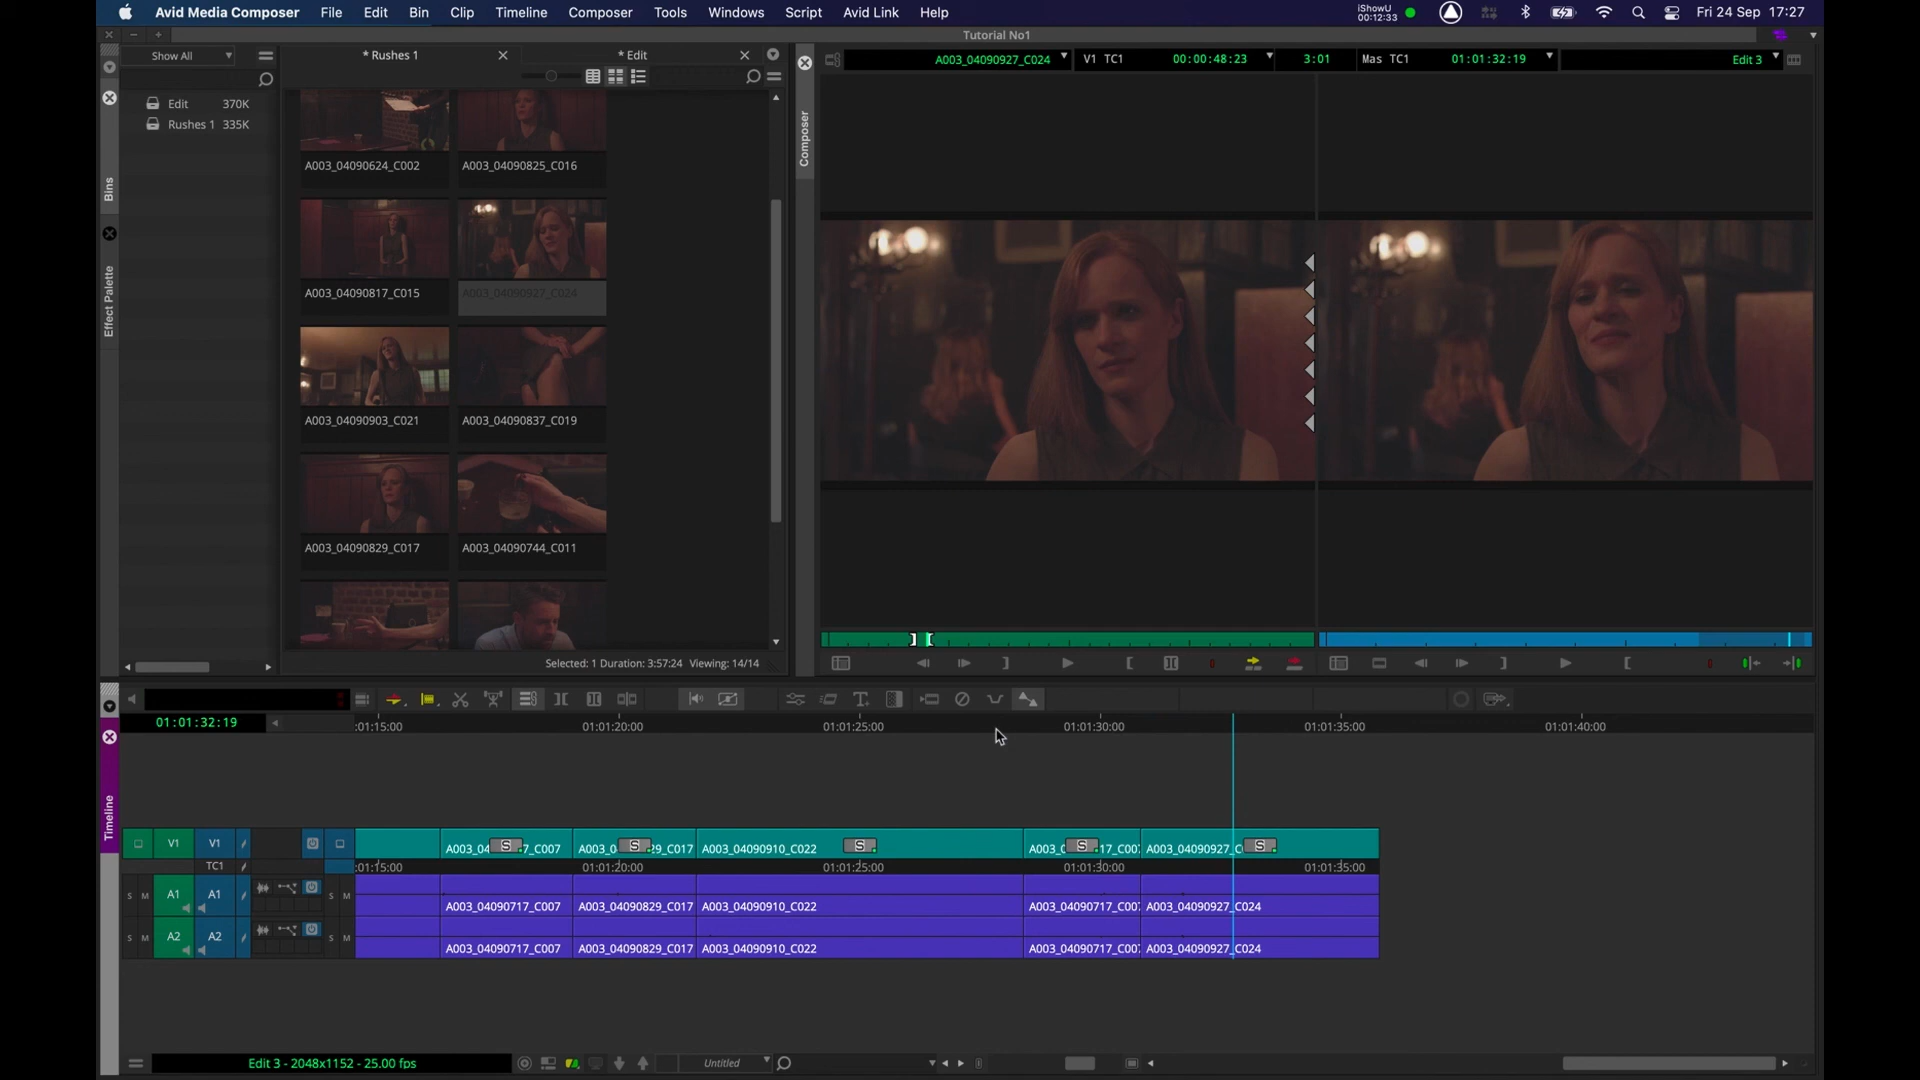 Avid Media Composer File Edit Bin Clip Timeline Composer Tools Windows Script Avid Link Help iShowU 00:12:33 Fri 24 Sep 17:27
Tutorial No1
Show All
* Rushes 1
* Edit
A003_04090927_C024 V1 TC1 00:00:48:23 3:01 Mas TC1 01:01:32:19 Edit 3
Edit 370K
Rushes 1 335K
Bins
Effect Palette
Composer
A003_04090624_C002 A003_04090825_C016
A003_04090817_C015 A003_04090927_C024
A003_04090903_C021 A003_04090837_C019
A003_04090829_C017 A003_04090744_C011
Selected: 1 Duration: 3:57:24 Viewing: 14/14
01:01:32:19
:01:15:00 01:01:20:00 01:01:25:00 01:01:30:00 01:01:35:00 01:01:40:00
Timeline
V1 V1 A003_04 S 7_C007 A003_0 S 29_C017 A003_04090910_C022 S A003_ S 17_C00 A003_04090927_C S
TC1 :01:15:00 01:01:20:00 01:01:25:00 01:01:30:00 01:01:35:00
S M A1 A1 S M A003_04090717_C007 A003_04090829_C017 A003_04090910_C022 A003_04090717_C007 A003_04090927_C024
S M A2 A2 S M A003_04090717_C007 A003_04090829_C017 A003_04090910_C022 A003_04090717_C007 A003_04090927_C024
Edit 3 - 2048x1152 - 25.00 fps Untitled